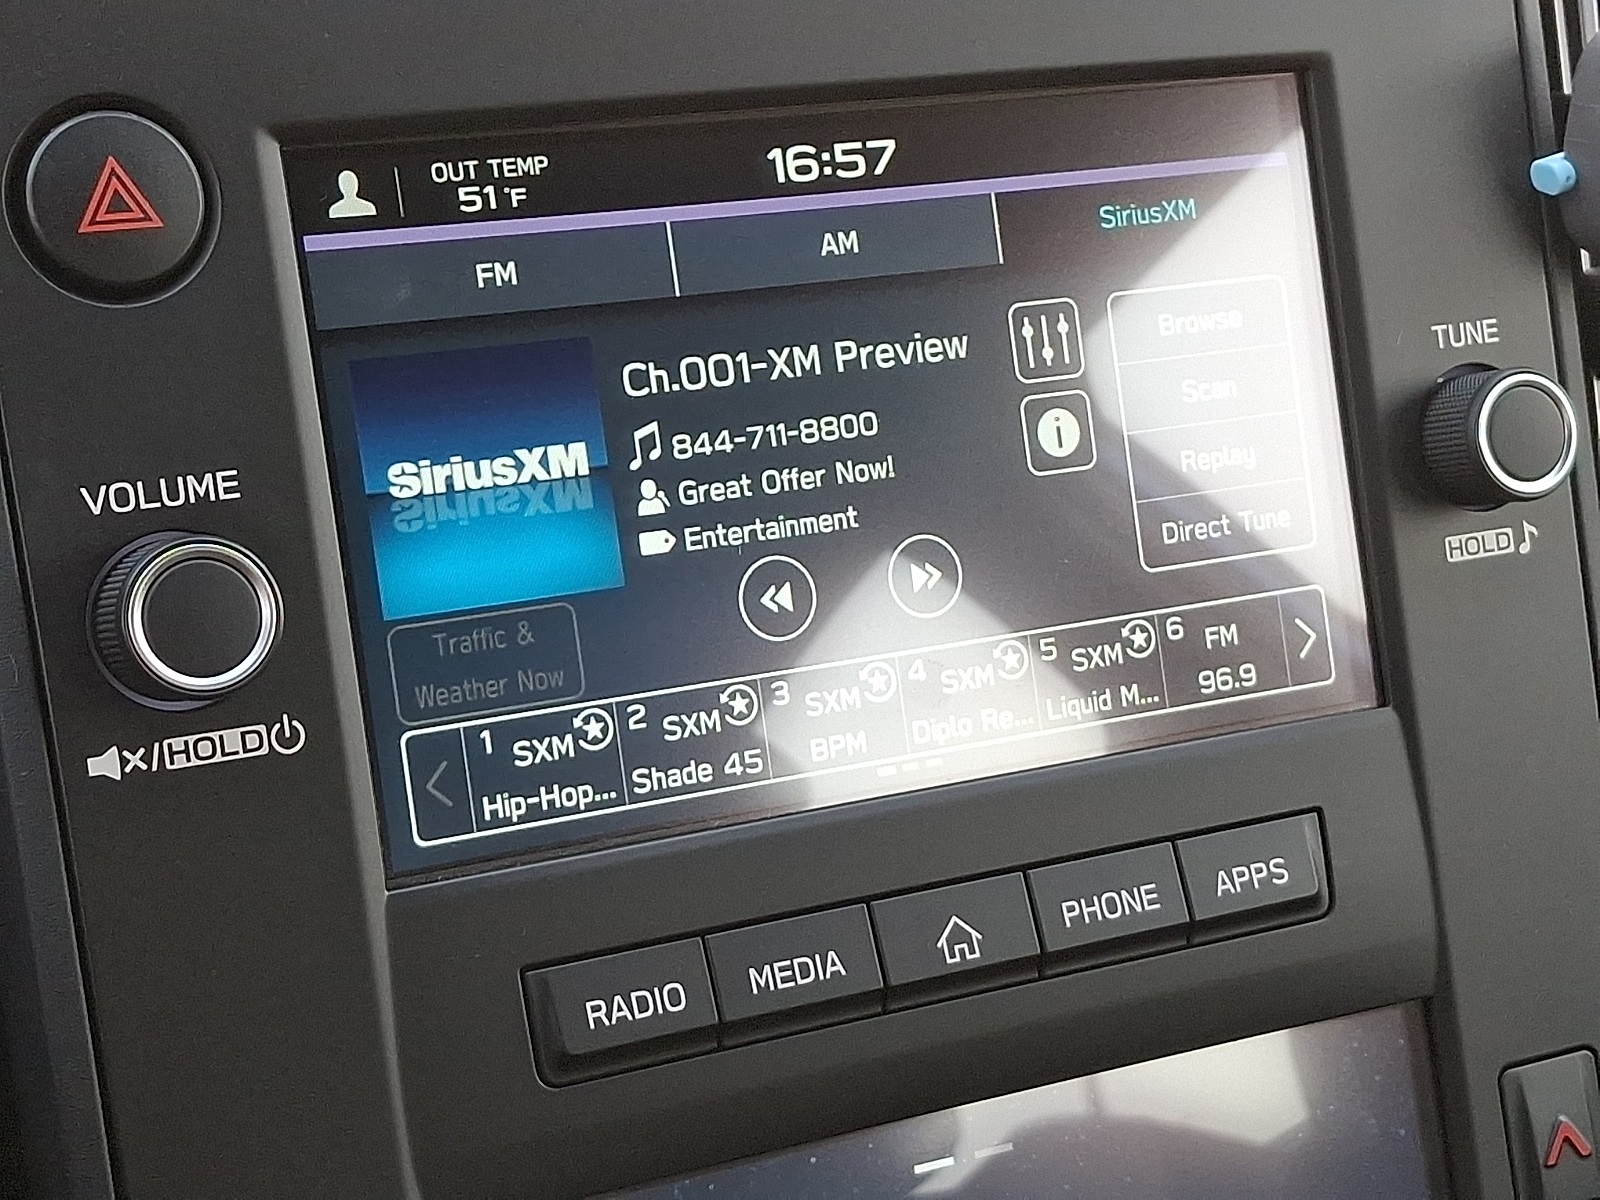 OUT TEMP
51°F
16:57
FM
AM
SiriusXM
Ch.001-XM Preview
844-711-8800
Great Offer Now!
Entertainment
SiriusXM
Browse
Scan
Replay
Direct Tune
Traffic &
Weather Now
1 SXM
Hip-Hop...
2 SXM
Shade 45
3 SXM
BPM
4 SXM
Diplo Re...
5 SXM
Liquid M...
6 FM
96.9
VOLUME
/HOLD
TUNE
HOLD
RADIO
MEDIA
PHONE
APPS